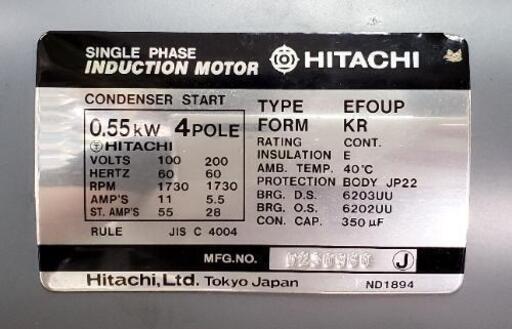 SINGLE PHASE
INDUCTION MOTOR
HITACHI
CONDENSER START
0.55kW 4POLE
HITACHI
VOLTS 100 200
HERTZ 60 60
RPM 1730 1730
AMP'S 11 5.5
ST. AMP'S 55 28
RULE JIS C 4004
TYPE EFOUP
FORM KR
RATING CONT.
INSULATION E
AMB. TEMP. 40℃
PROTECTION BODY JP22
BRG. D.S. 6203UU
BRG. O.S. 6202UU
CON. CAP. 350 μF
MFG.NO. J
Hitachi,Ltd. Tokyo Japan
ND1894